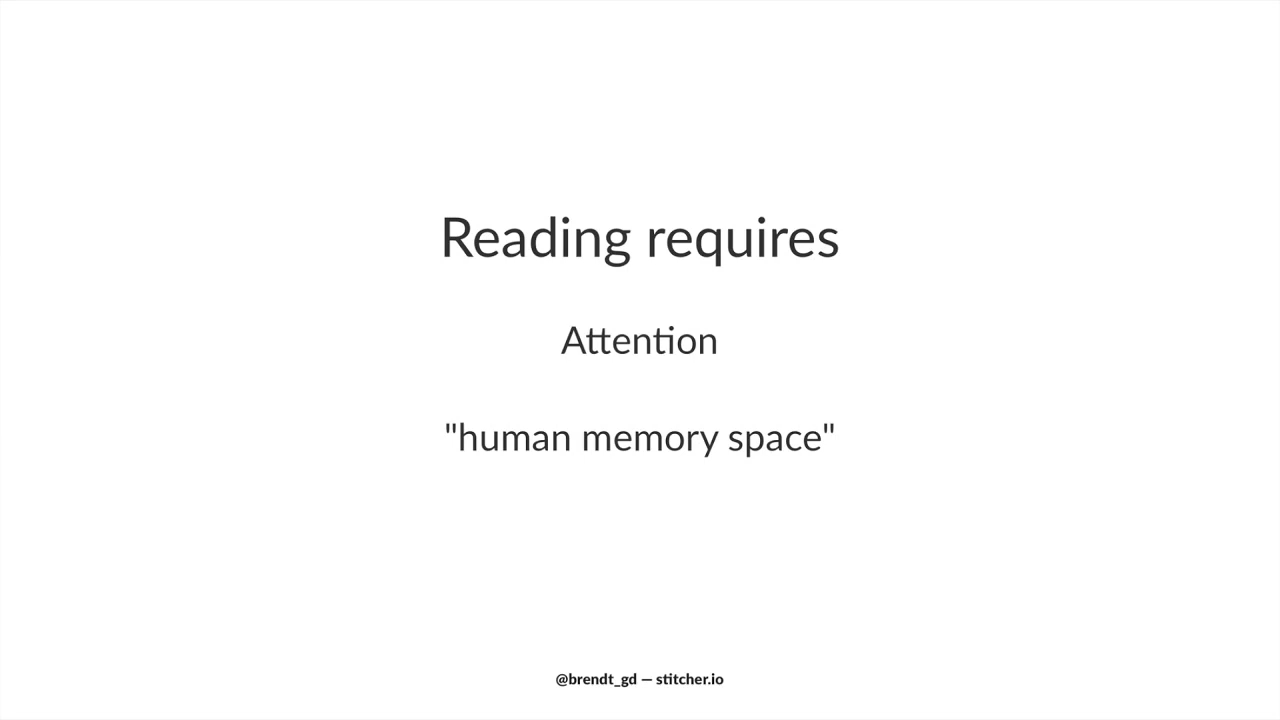 Reading requires
Attention
"human memory space"
@brendt_gd — stitcher.io